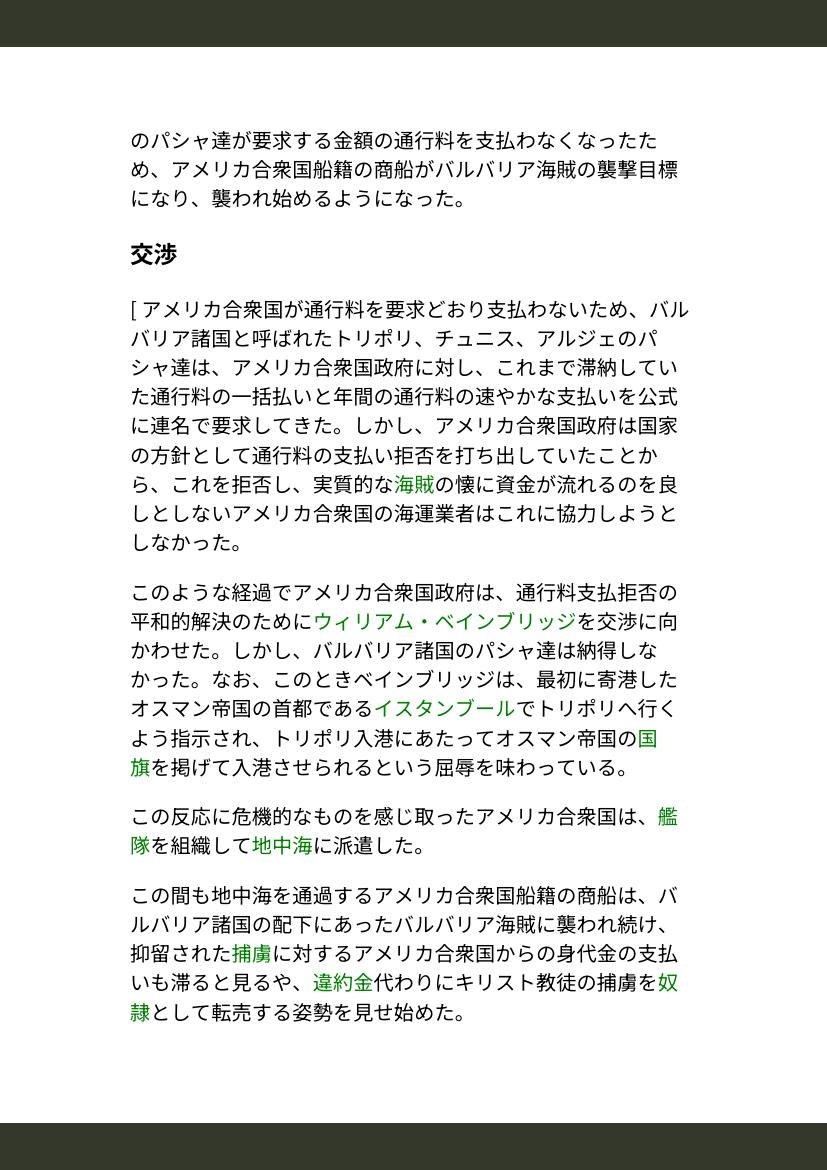 のパシャ達が要求する金額の通行料を支払わなくなったた
め、アメリカ合衆国船籍の商船がバルバリア海賊の襲撃目標
になり、襲われ始めるようになった。
交渉
[ アメリカ合衆国が通行料を要求どおり支払わないため、バル
バリア諸国と呼ばれたトリポリ、チュニス、アルジェのパ
シャ達は、アメリカ合衆国政府に対し、これまで滞納してい
た通行料の一括払いと年間の通行料の速やかな支払いを公式
に連名で要求してきた。しかし、アメリカ合衆国政府は国家
の方針として通行料の支払い拒否を打ち出していたことか
ら、これを拒否し、実質的な海賊の懐に資金が流れるのを良
しとしないアメリカ合衆国の海運業者はこれに協力しようと
しなかった。
このような経過でアメリカ合衆国政府は、通行料支払拒否の
平和的解決のためにウィリアム・ベインブリッジを交渉に向
かわせた。しかし、バルバリア諸国のパシャ達は納得しな
かった。なお、このときベインブリッジは、最初に寄港した
オスマン帝国の首都であるイスタンブールでトリポリへ行く
よう指示され、トリポリ入港にあたってオスマン帝国の国
旗を掲げて入港させられるという屈辱を味わっている。
この反応に危機的なものを感じ取ったアメリカ合衆国は、艦
隊を組織して地中海に派遣した。
この間も地中海を通過するアメリカ合衆国船籍の商船は、バ
ルバリア諸国の配下にあったバルバリア海賊に襲われ続け、
抑留された捕虜に対するアメリカ合衆国からの身代金の支払
いも滞ると見るや、違約金代わりにキリスト教徒の捕虜を奴
隷として転売する姿勢を見せ始めた。